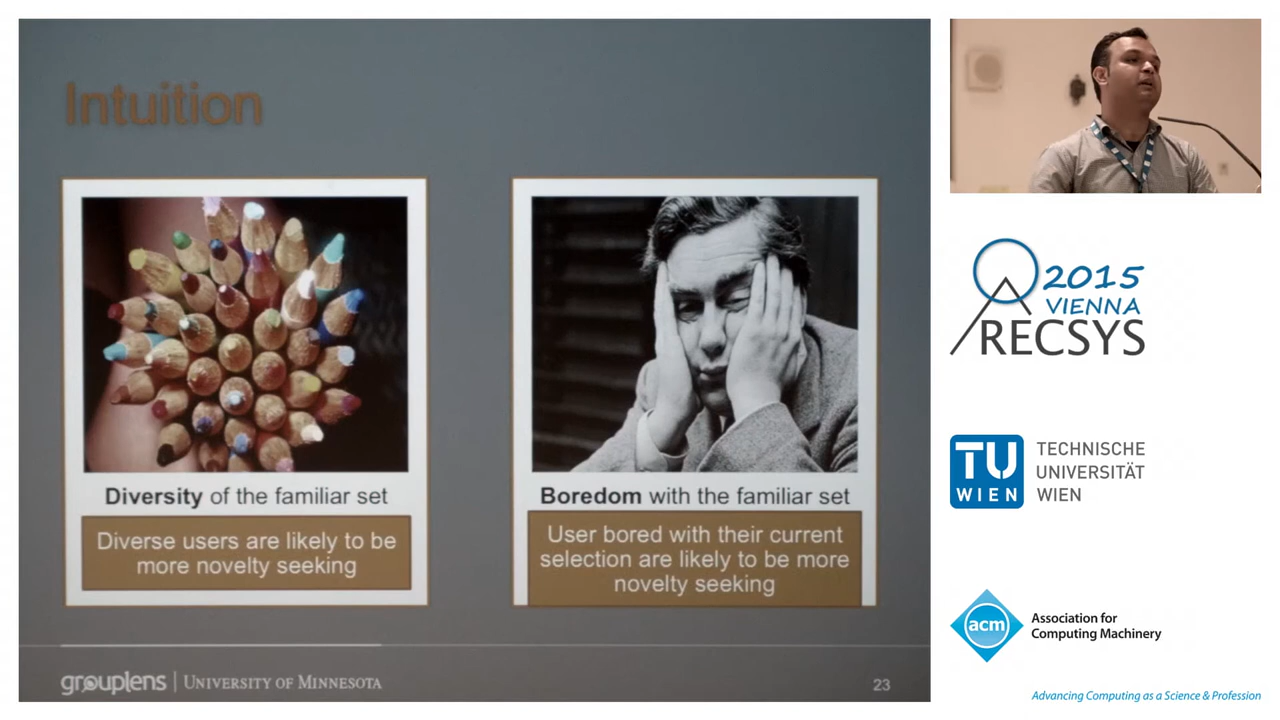 Intuition
Diversity of the familiar set
Diverse users are likely to be
more novelty seeking
Boredom with the familiar set
User bored with their current
selection are likely to be more
novelty seeking
grouplens | UNIVERSITY OF MINNESOTA
23
2015
VIENNA
RECSYS
TU
WIEN
TECHNISCHE
UNIVERSITÄT
WIEN
acm
Association for
Computing Machinery
Advancing Computing as a Science & Profession